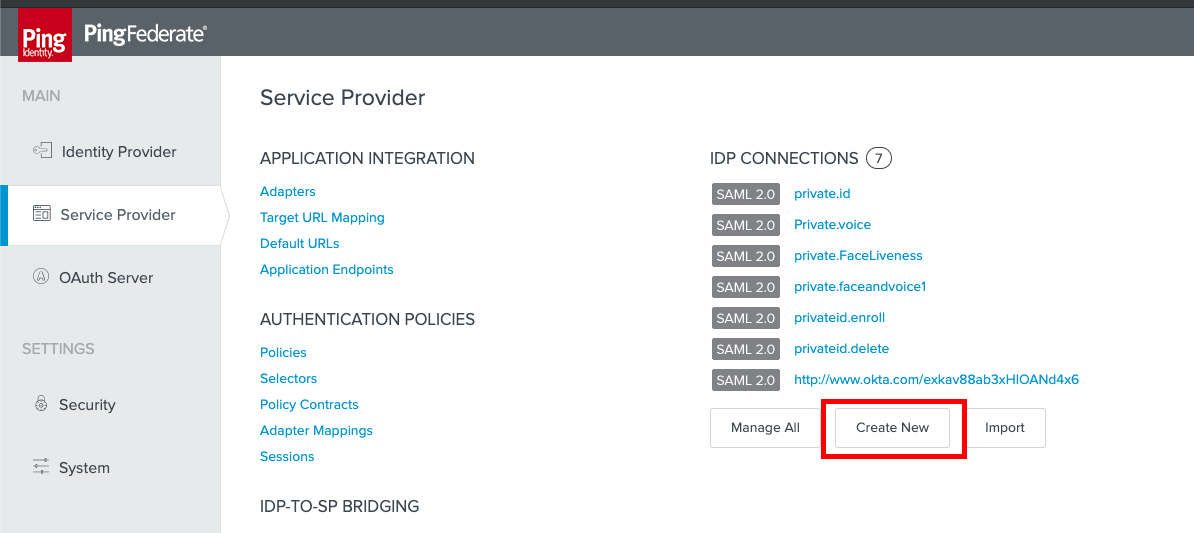 Ping
Identity.
PingFederate®
MAIN
Identity Provider
Service Provider
OAuth Server
SETTINGS
Security
System
Service Provider
APPLICATION INTEGRATION
Adapters
Target URL Mapping
Default URLs
Application Endpoints
AUTHENTICATION POLICIES
Policies
Selectors
Policy Contracts
Adapter Mappings
Sessions
IDP-TO-SP BRIDGING
IDP CONNECTIONS 7
SAML 2.0 private.id
SAML 2.0 Private.voice
SAML 2.0 private.FaceLiveness
SAML 2.0 private.faceandvoice1
SAML 2.0 privateid.enroll
SAML 2.0 privateid.delete
SAML 2.0 http://www.okta.com/exkav88ab3xHlOANd4x6
Manage All Create New Import